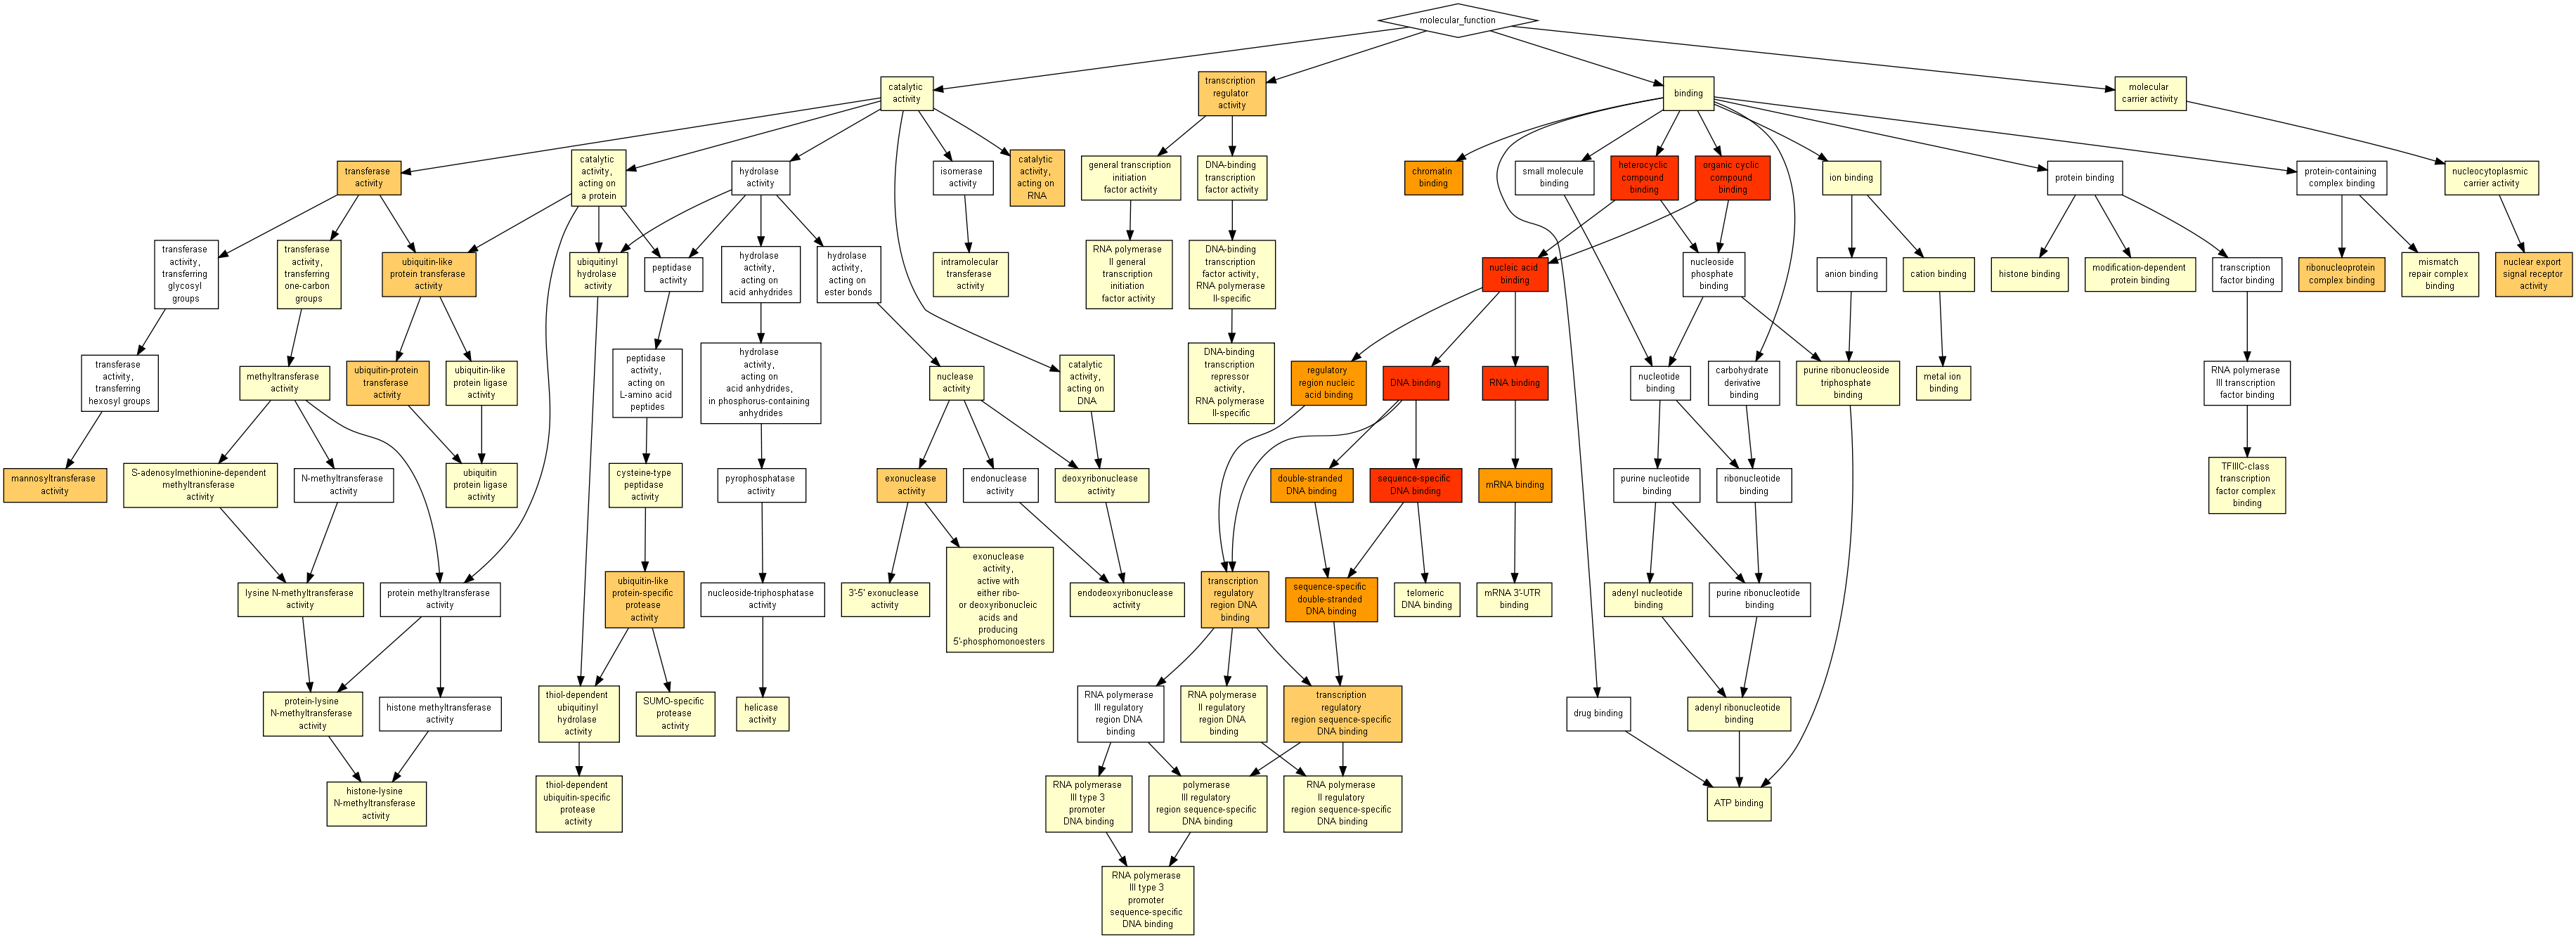 molecular_function
catalytic
activity
transcription
regulator
activity
binding
molecular
carrier activity
transferase
activity
catalytic
activity,
acting on
a protein
hydrolase
activity
isomerase
activity
catalytic
activity,
acting on
RNA
general transcription
initiation
factor activity
DNA-binding
transcription
factor activity
chromatin
binding
small molecule
binding
heterocyclic
compound
binding
organic cyclic
compound
binding
ion binding
protein binding
protein-containing
complex binding
nucleocytoplasmic
carrier activity
transferase
activity,
transferring
glycosyl
groups
transferase
activity,
transferring
one-carbon
groups
ubiquitin-like
protein transferase
activity
ubiquitinyl
hydrolase
activity
peptidase
activity
hydrolase
activity,
acting on
acid anhydrides
hydrolase
activity,
acting on
ester bonds
intramolecular
transferase
activity
RNA polymerase
II general
transcription
initiation
factor activity
DNA-binding
transcription
factor activity,
RNA polymerase
II-specific
nucleic acid
binding
nucleoside
phosphate
binding
anion binding
cation binding
histone binding
modification-dependent
protein binding
transcription
factor binding
ribonucleoprotein
complex binding
mismatch
repair complex
binding
nuclear export
signal receptor
activity
transferase
activity,
transferring
hexosyl groups
methyltransferase
activity
ubiquitin-protein
transferase
activity
ubiquitin-like
protein ligase
activity
peptidase
activity,
acting on
L-amino acid
peptides
hydrolase
activity,
acting on
acid anhydrides,
in phosphorus-containing
anhydrides
nuclease
activity
catalytic
activity,
acting on
DNA
DNA-binding
transcription
repressor
activity,
RNA polymerase
II-specific
regulatory
region nucleic
acid binding
DNA binding
RNA binding
nucleotide
binding
carbohydrate
derivative
binding
purine ribonucleoside
triphosphate
binding
metal ion
binding
RNA polymerase
III transcription
factor binding
mannosyltransferase
activity
S-adenosylmethionine-dependent
methyltransferase
activity
N-methyltransferase
activity
ubiquitin
protein ligase
activity
cysteine-type
peptidase
activity
pyrophosphatase
activity
exonuclease
activity
endonuclease
activity
deoxyribonuclease
activity
double-stranded
DNA binding
sequence-specific
DNA binding
mRNA binding
purine nucleotide
binding
ribonucleotide
binding
TFIIIC-class
transcription
factor complex
binding
lysine N-methyltransferase
activity
protein methyltransferase
activity
ubiquitin-like
protein-specific
protease
activity
nucleoside-triphosphatase
activity
3'-5' exonuclease
activity
exonuclease
activity,
active with
either ribo-
or deoxyribonucleic
acids and
producing
5'-phosphomonoesters
endodeoxyribonuclease
activity
transcription
regulatory
region DNA
binding
sequence-specific
double-stranded
DNA binding
telomeric
DNA binding
mRNA 3'-UTR
binding
adenyl nucleotide
binding
purine ribonucleotide
binding
protein-lysine
N-methyltransferase
activity
histone methyltransferase
activity
thiol-dependent
ubiquitinyl
hydrolase
activity
SUMO-specific
protease
activity
helicase
activity
RNA polymerase
III regulatory
region DNA
binding
RNA polymerase
II regulatory
region DNA
binding
transcription
regulatory
region sequence-specific
DNA binding
drug binding
adenyl ribonucleotide
binding
histone-lysine
N-methyltransferase
activity
thiol-dependent
ubiquitin-specific
protease
activity
RNA polymerase
III type 3
promoter
DNA binding
polymerase
III regulatory
region sequence-specific
DNA binding
RNA polymerase
II regulatory
region sequence-specific
DNA binding
ATP binding
RNA polymerase
III type 3
promoter
sequence-specific
DNA binding